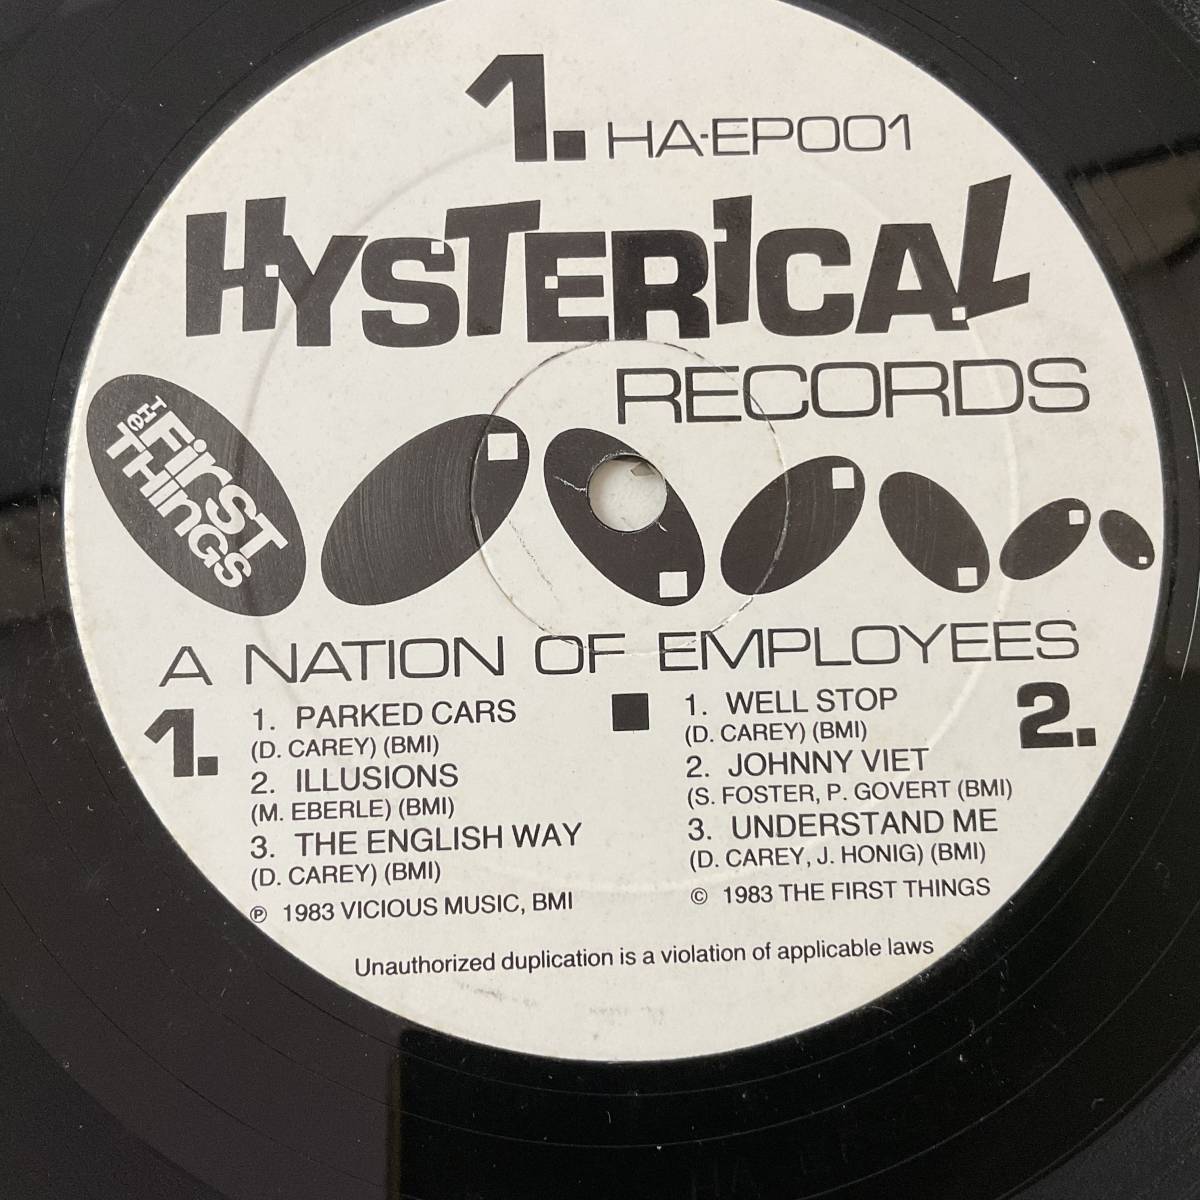 1. HA-EP001
HYSTERICAL
RECORDS
THe
FirST
THinGS
A NATION OF EMPLOYEES
1.
1. PARKED CARS
(D. CAREY) (BMI)
2. ILLUSIONS
(M. EBERLE) (BMI)
3. THE ENGLISH WAY
(D. CAREY) (BMI)
℗ 1983 VICIOUS MUSIC, BMI
2.
1. WELL STOP
(D. CAREY) (BMI)
2. JOHNNY VIET
(S. FOSTER, P. GOVERT (BMI)
3. UNDERSTAND ME
(D. CAREY, J. HONIG) (BMI)
© 1983 THE FIRST THINGS
Unauthorized duplication is a violation of applicable laws